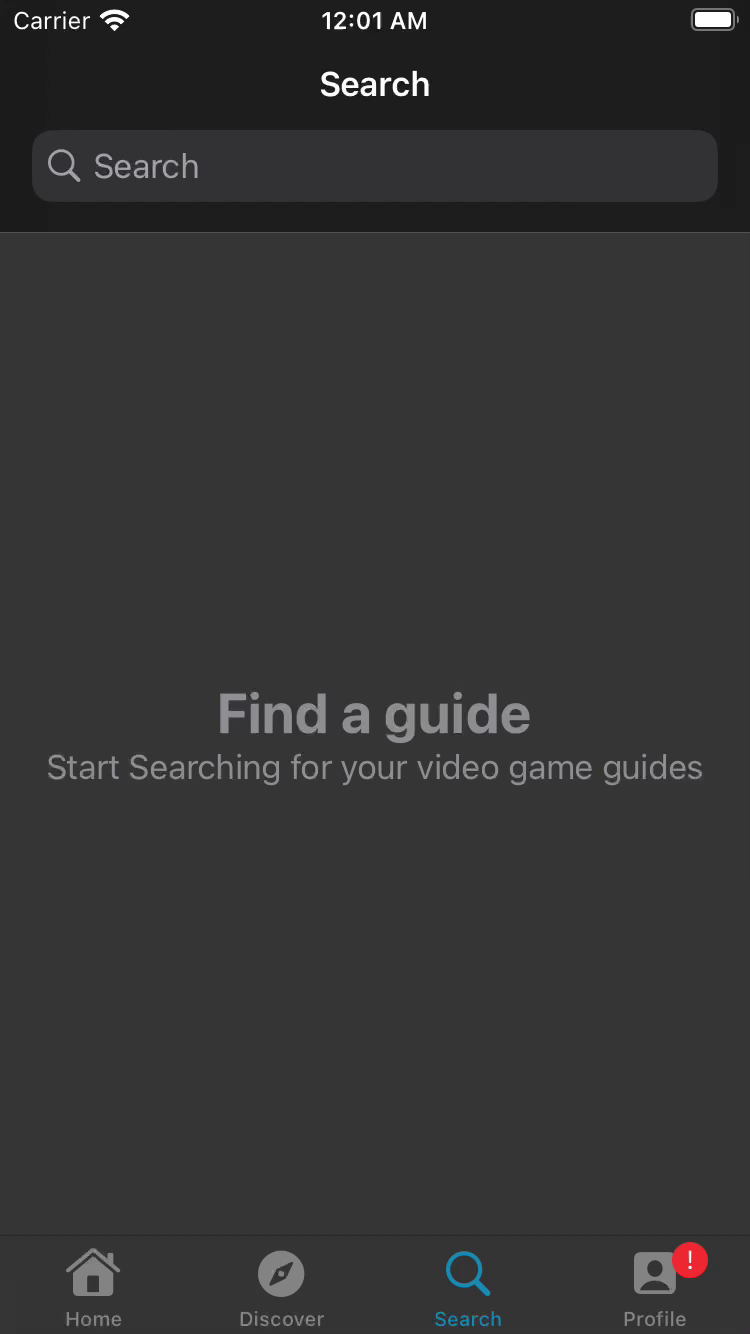 Carrier 12:01 AM
Search
Search
Find a guide
Start Searching for your video game guides
!
Home Discover Search Profile